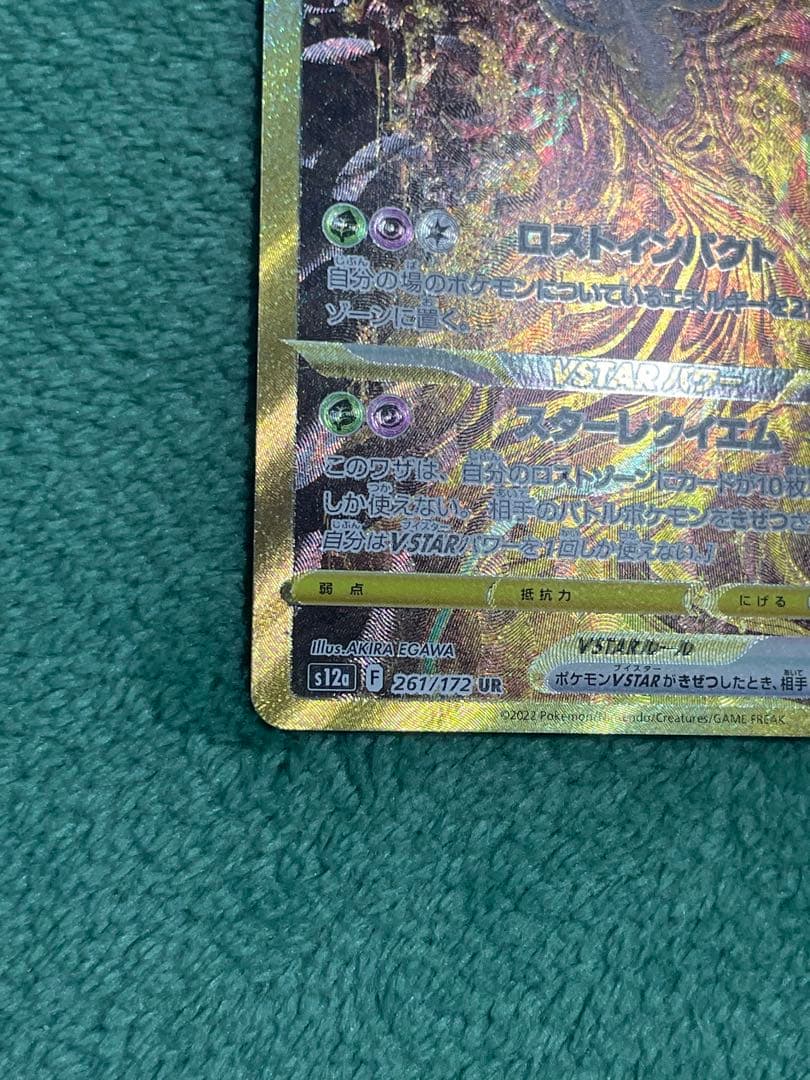 ロストインパクト
自分の場のポケモンについているエネルギーを2
ゾーンに置く。
VSTARパワー
スターレクイエム
このワザは、自分のロストゾーンにカードが10枚
しか使えない。相手のバトルポケモンをきぜつさ
自分はVSTARパワーを1回しか使えない。]
弱点 抵抗力 にげる
Illus. AKIRA EGAWA
VSTARルール
s12a F 261/172 UR
ポケモンVSTARがきぜつしたとき、相手
©2022 Pokémon/Nintendo/Creatures/GAME FREAK